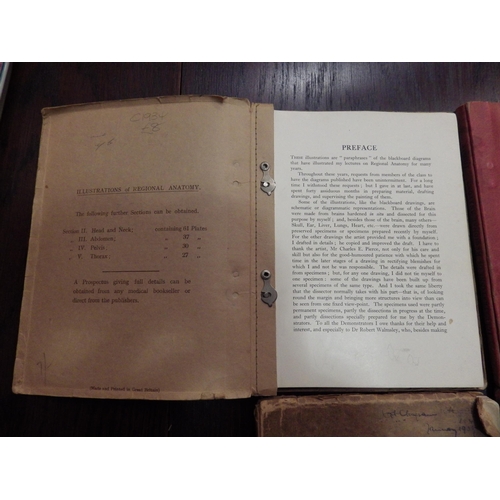 ILLUSTRATIONS of REGIONAL ANATOMY.
The following further sections can be obtained.
Section II. Head and Neck; containing 61 Plates
III. Abdomen; " 37 "
IV. Pelvis; " 30 "
V. Thorax; " 27 "
A Prospectus giving full details can be
obtained from any medical bookseller or
direct from the publishers.
(Made and Printed in Great Britain)
PREFACE
These illustrations are "paraphrases" of the blackboard diagrams
that have illustrated my lectures on Regional Anatomy for many
years.
Throughout these years, requests from members of the class to
have the diagrams published have been unremittent. For a long
time I withstood these requests; but I gave in at last, and have
spent forty assiduous months in preparing material, drafting
drawings, and supervising the painting of them.
Some of the illustrations, like the blackboard drawings, are
schematic or diagrammatic representations. Those of the Brain
were made from brains hardened in situ and dissected for this
purpose by myself; and, besides those of the brain, many others—
Skull, Ear, Liver, Lungs, Heart, etc.—were drawn directly from
preserved specimens or specimens prepared recently by myself.
For the other drawings the artist provided me with a foundation;
I drafted in details; he copied and improved the draft. I have to
thank the artist, Mr Charles E. Pierce, not only for his care and
skill but also for the good-humoured patience with which he spent
time in the later stages of a drawing in rectifying blemishes for
which I and not he was responsible. The details were drafted in
from specimens; but, for any one drawing, I did not tie myself to
one specimen; some of the drawings have been built up from
several specimens of the same type. And I took the same liberty
that the dissector normally takes with his part—that is, of looking
round the margin and bringing more structures into view than can
be seen from one fixed view-point. The specimens used were partly
permanent specimens, partly the dissections in progress at the time,
and partly dissections specially prepared for me by the Demon-
strators. To all the Demonstrators I owe thanks for their help and
interest, and especially to Dr Robert Walmsley, who, besides making